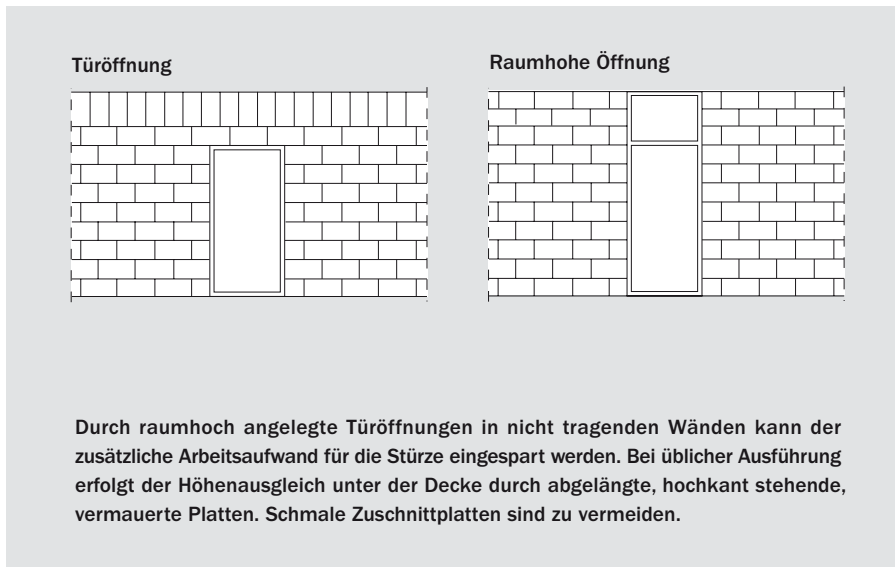 Türöffnung
Raumhohe Öffnung
Durch raumhoch angelegte Türöffnungen in nicht tragenden Wänden kann der
zusätzliche Arbeitsaufwand für die Stürze eingespart werden. Bei üblicher Ausführung
erfolgt der Höhenausgleich unter der Decke durch abgelängte, hochkant stehende,
vermauerte Platten. Schmale Zuschnittplatten sind zu vermeiden.